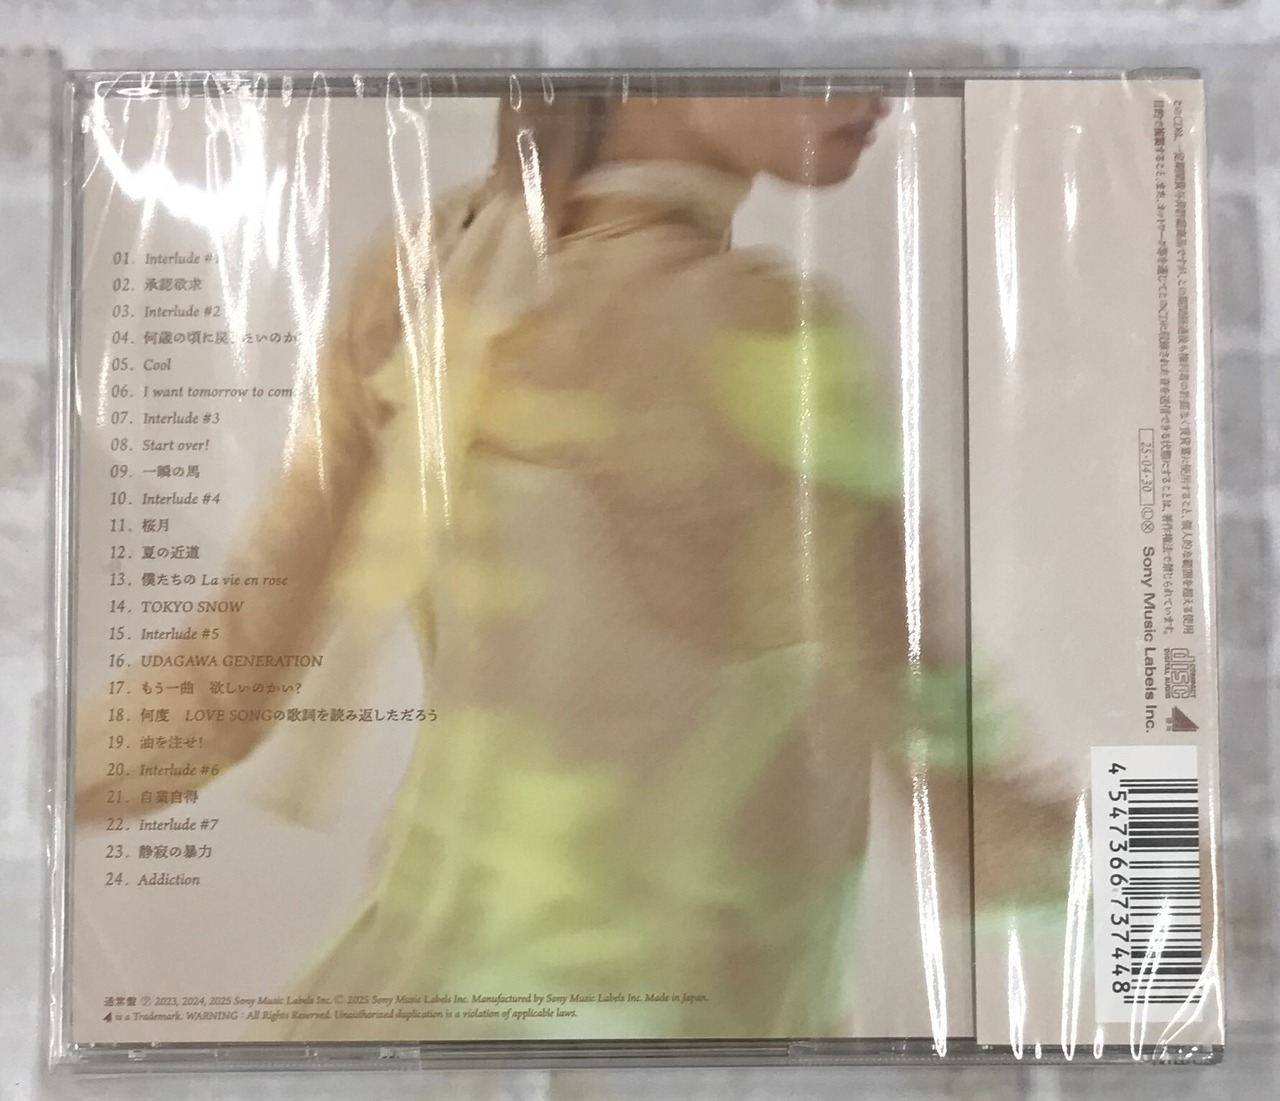 01. Interlude #
02. 承認欲求
03. Interlude #2
04. 何歳の頃に戻 たいのか
05. Cool
06. I want tomorrow to com
07. Interlude #3
08. Start over!
09. 一瞬の馬
10. Interlude #4
11. 桜月
12. 夏の近道
13. 僕たちの La vie en rose
14. TOKYO SNOW
15. Interlude #5
16. UDAGAWA GENERATION
17. もう一曲 欲しいのかい?
18. 何度 LOVE SONGの歌詞を読み返しただろう
19. 油を注せ!
20. Interlude #6
21. 自業自得
22. Interlude #7
23. 静寂の暴力
24. Addiction
通常盤 Ⓟ 2023, 2024, 2025 Sony Music Labels Inc. Ⓒ 2025 Sony Music Labels Inc. Manufactured by Sony Music Labels Inc. Made in Japan.
is a Trademark. WARNING : All Rights Reserved. Unauthorized duplication is a violation of applicable laws.
25·04·30 Sony Music Labels Inc.
COMPACT
disc
DIGITAL AUDIO
4 547366 737448